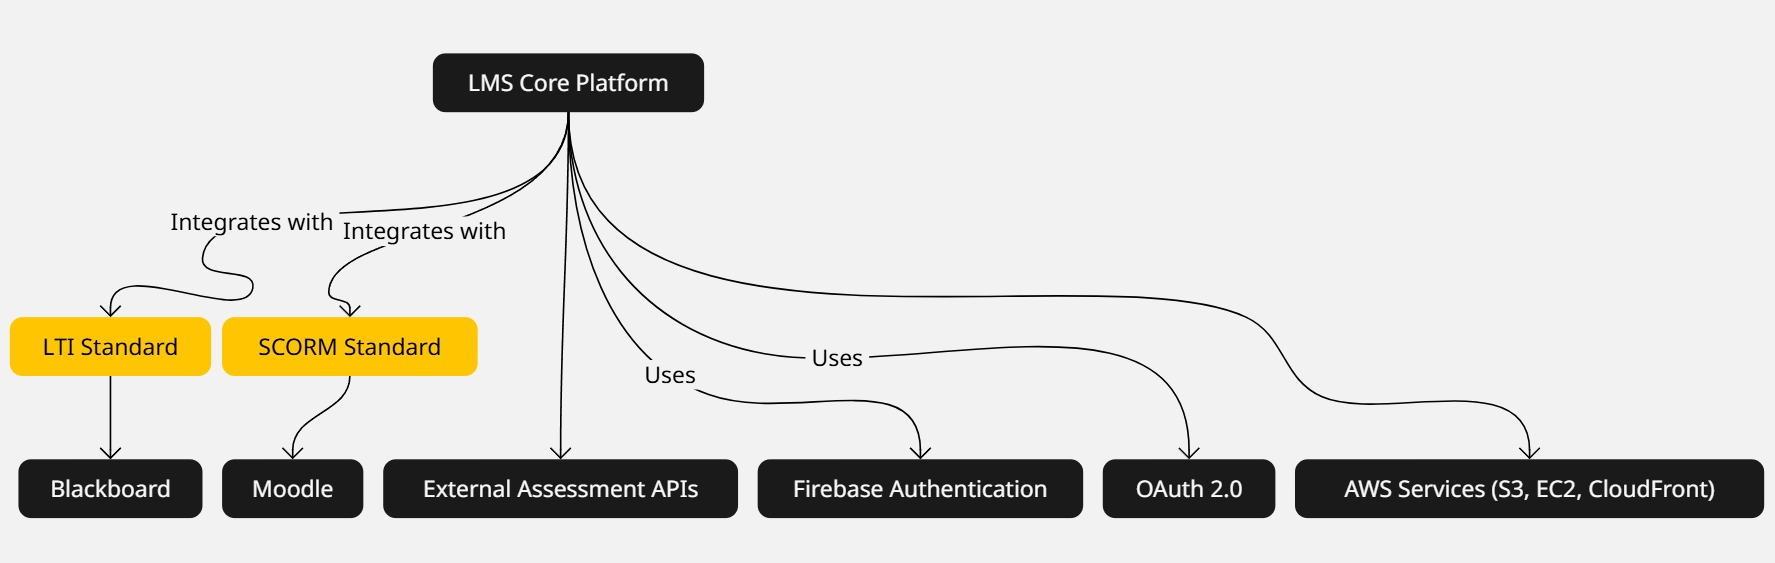 LMS Core Platform
Integrates with
Integrates with
LTI Standard
SCORM Standard
Uses
Uses
Blackboard
Moodle
External Assessment APIs
Firebase Authentication
OAuth 2.0
AWS Services (S3, EC2, CloudFront)